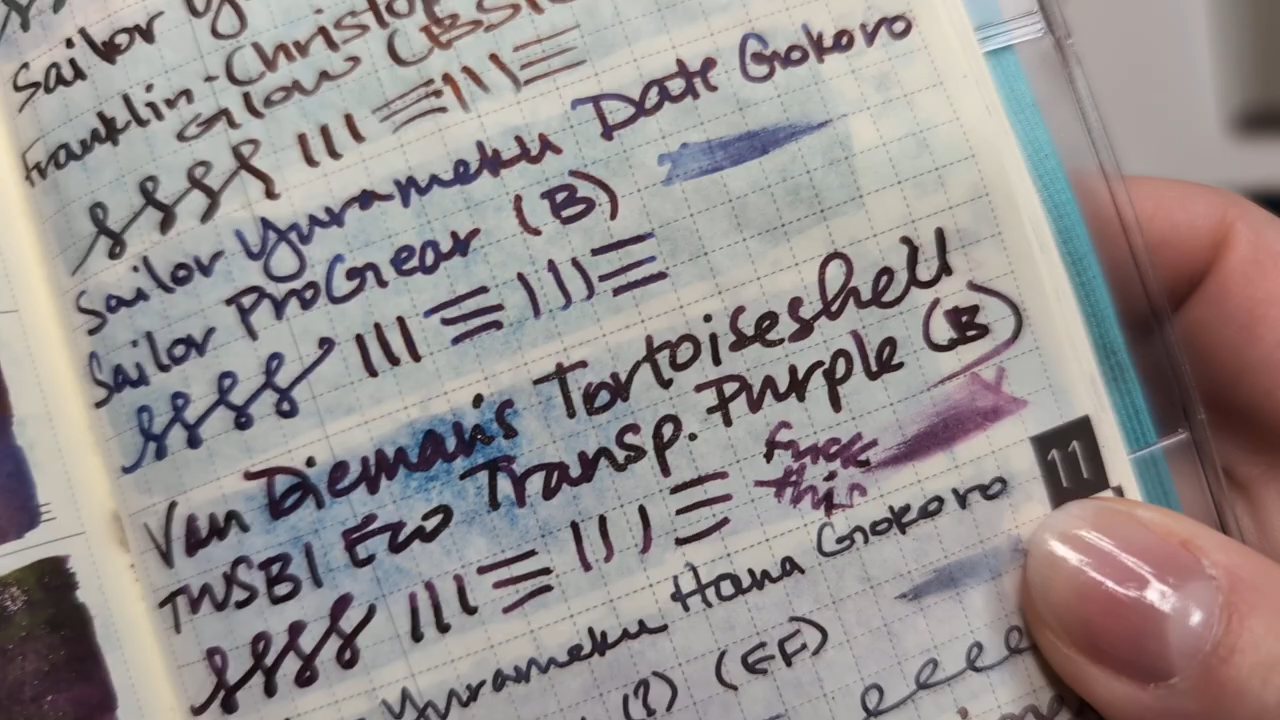 Sailor
Franklin-Christoph
Glow (BS
Sailor Yurameku Date Gokoro
Sailor ProGear (B)
Van Dieman's Tortoiseshell
TWSBI Eco Transp. Purple (B)
fuck
this
11
Yurameku Hana Gokoro
(?) (EF)